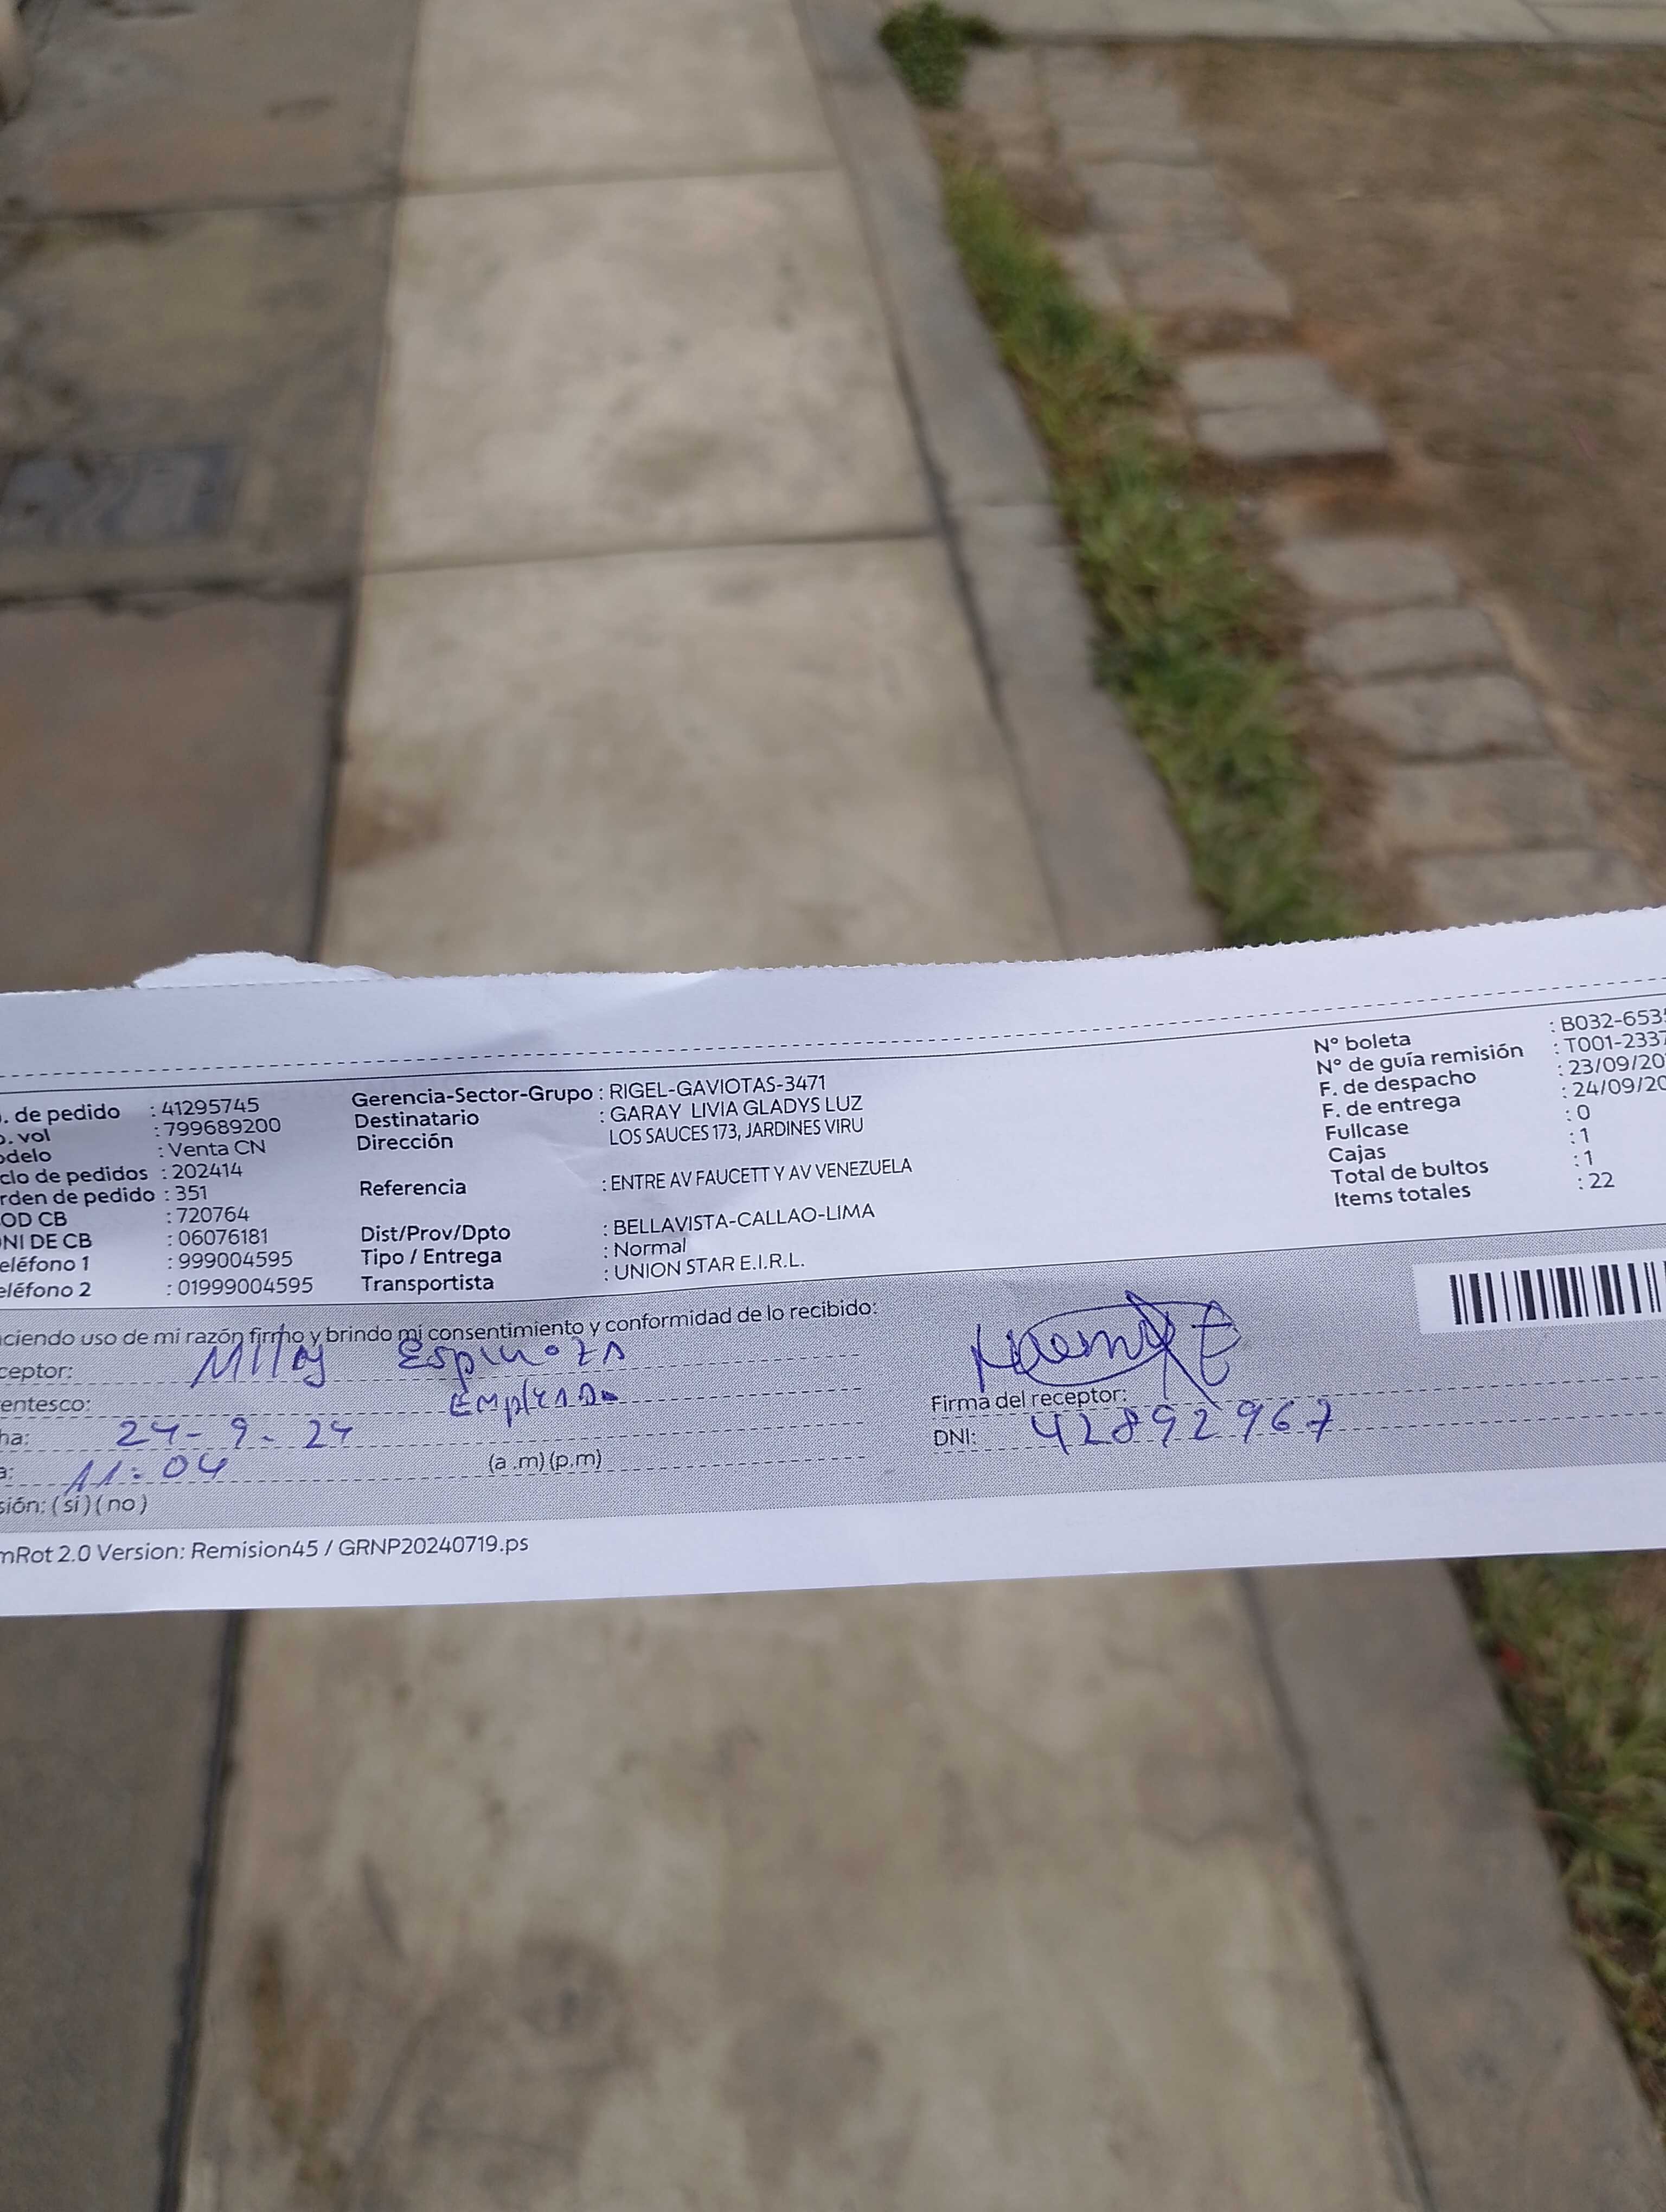 . de pedido : 41295745
o. vol : 799689200
odelo : Venta CN
clo de pedidos : 202414
rden de pedido : 351
OD CB : 720764
NI DE CB : 06076181
eléfono 1 : 999004595
eléfono 2 : 01999004595
Gerencia-Sector-Grupo : RIGEL-GAVIOTAS-3471
Destinatario : GARAY LIVIA GLADYS LUZ
Dirección LOS SAUCES 173, JARDINES VIRU
Referencia : ENTRE AV FAUCETT Y AV VENEZUELA
Dist/Prov/Dpto : BELLAVISTA-CALLAO-LIMA
Tipo / Entrega : Normal
Transportista : UNION STAR E.I.R.L.
N° boleta : B032-653
N° de guía remisión : T001-2337
F. de despacho : 23/09/20
F. de entrega : 24/09/20
Fullcase : 0
Cajas : 1
Total de bultos : 1
Items totales : 22
ciendo uso de mi razón firmo y brindo mi consentimiento y conformidad de lo recibido:
ceptor: Milag Espinoza
entesco: Empleada
ha: 24-9-24
a: 11:04 (a .m) (p.m)
sión: ( si ) ( no )
Firma del receptor:
DNI: 42892967
mRot 2.0 Version: Remision45 / GRNP20240719.ps